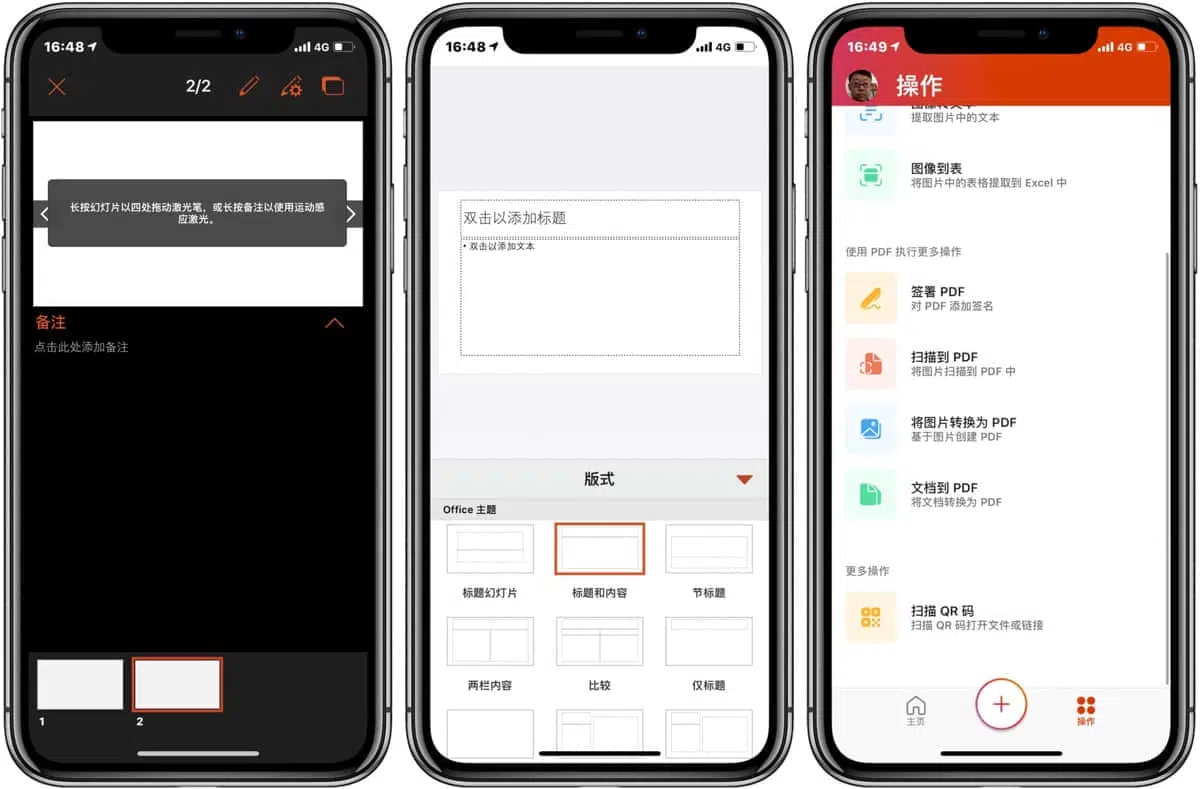 16:48
4G
2/2
长按幻灯片以四处拖动激光笔，或长按备注以使用运动感
应激光。
备注
点击此处添加备注
1
2
16:48
4G
双击以添加标题
• 双击以添加文本
版式
Office 主题
标题幻灯片
标题和内容
节标题
两栏内容
比较
仅标题
16:49
4G
操作
提取图片中的文本
图像到表
将图片中的表格提取到 Excel 中
使用 PDF 执行更多操作
签署 PDF
对 PDF 添加签名
扫描到 PDF
将图片扫描到 PDF 中
将图片转换为 PDF
基于图片创建 PDF
文档到 PDF
将文档转换为 PDF
更多操作
扫描 QR 码
扫描 QR 码打开文件或链接
主页
操作